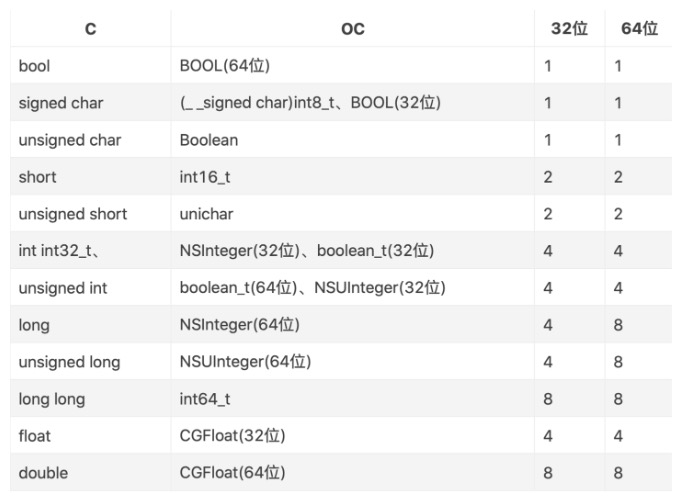 C OC 32位 64位
bool BOOL(64位) 1 1
signed char (_ _signed char)int8_t、BOOL(32位) 1 1
unsigned char Boolean 1 1
short int16_t 2 2
unsigned short unichar 2 2
int int32_t、 NSInteger(32位)、boolean_t(32位) 4 4
unsigned int boolean_t(64位)、NSUInteger(32位) 4 4
long NSInteger(64位) 4 8
unsigned long NSUInteger(64位) 4 8
long long int64_t 8 8
float CGFloat(32位) 4 4
double CGFloat(64位) 8 8